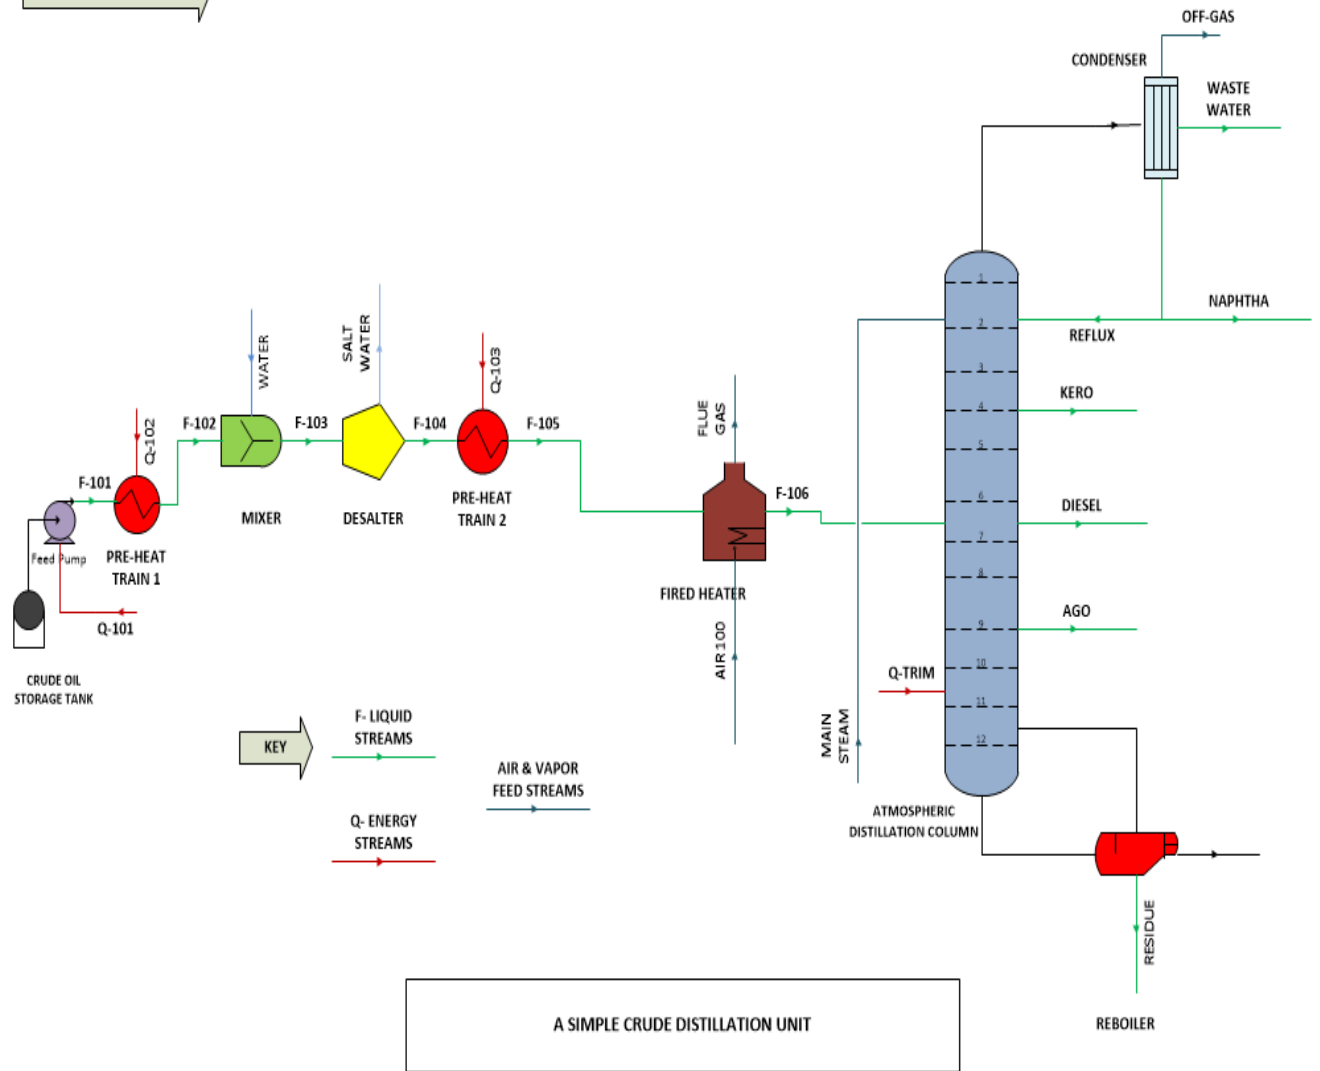 OFF-GAS
CONDENSER
WASTE
WATER
NAPHTHA
REFLUX
KERO
DIESEL
AGO
1
2
3
4
5
6
7
8
9
10
11
12
WATER
SALT
WATER
Q-103
Q-102
F-101
F-102
F-103
F-104
F-105
F-106
FLUE
GAS
MIXER
DESALTER
PRE-HEAT
TRAIN 2
Feed Pump
PRE-HEAT
TRAIN 1
Q-101
CRUDE OIL
STORAGE TANK
FIRED HEATER
AIR100
Q-TRIM
MAIN
STEAM
KEY
F- LIQUID
STREAMS
AIR & VAPOR
FEED STREAMS
Q- ENERGY
STREAMS
ATMOSPHERIC
DISTILLATION COLUMN
RESIDUE
REBOILER
A SIMPLE CRUDE DISTILLATION UNIT